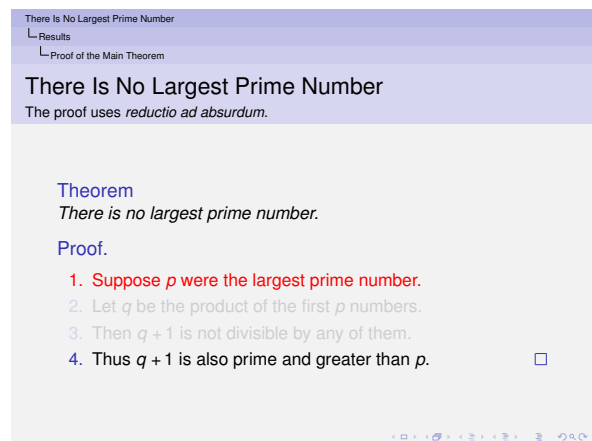 There Is No Largest Prime Number
Results
Proof of the Main Theorem
There Is No Largest Prime Number
The proof uses reductio ad absurdum.
Theorem
There is no largest prime number.
Proof.
1. Suppose p were the largest prime number.
2. Let q be the product of the first p numbers.
3. Then q + 1 is not divisible by any of them.
4. Thus q + 1 is also prime and greater than p. □